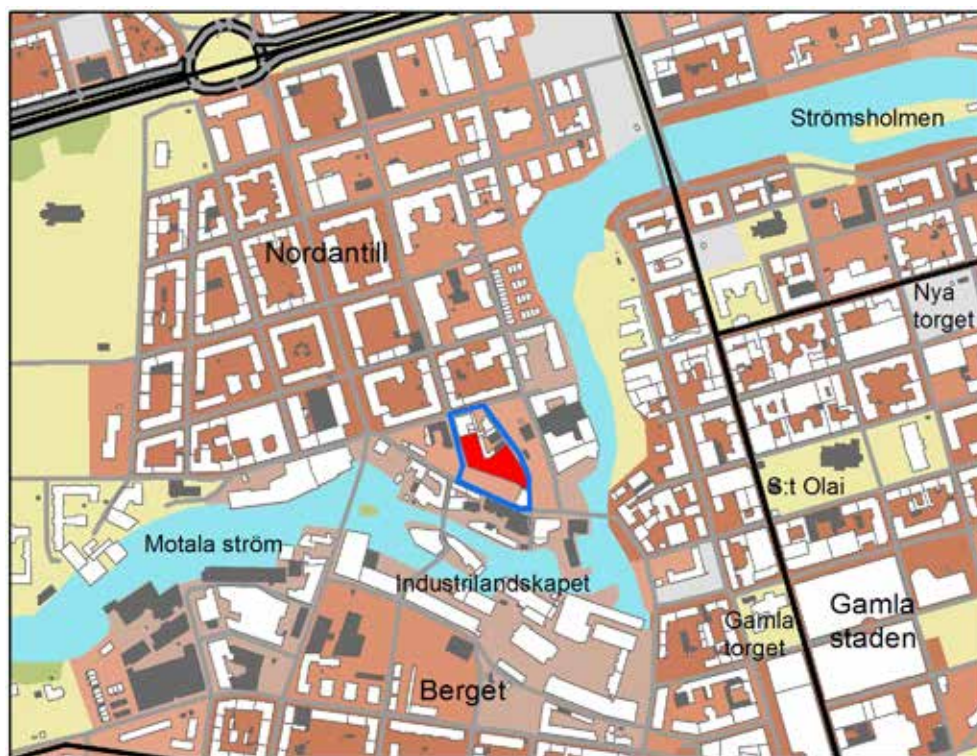 Strömsholmen
Nordantill
Nya
torget
S:t Olai
Motala ström
Industrilandskapet
Gamla
torget
Gamla
staden
Berget